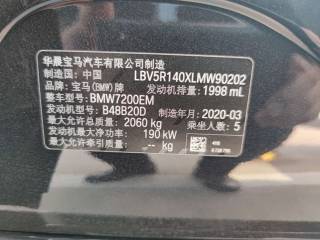 华晨宝马汽车有限公司制造
制造国：中国 LBV5R140XLMW90202
品牌：宝马(BMW)牌 发动机排量：1998 mL
整车型号：BMW7200EM
发动机型号：B48B20D 制造年月：2020-03
最大允许总质量：2060 kg 乘坐人数：5
发动机最大净功率：190 kW
最大允许牵引质量：-- kg